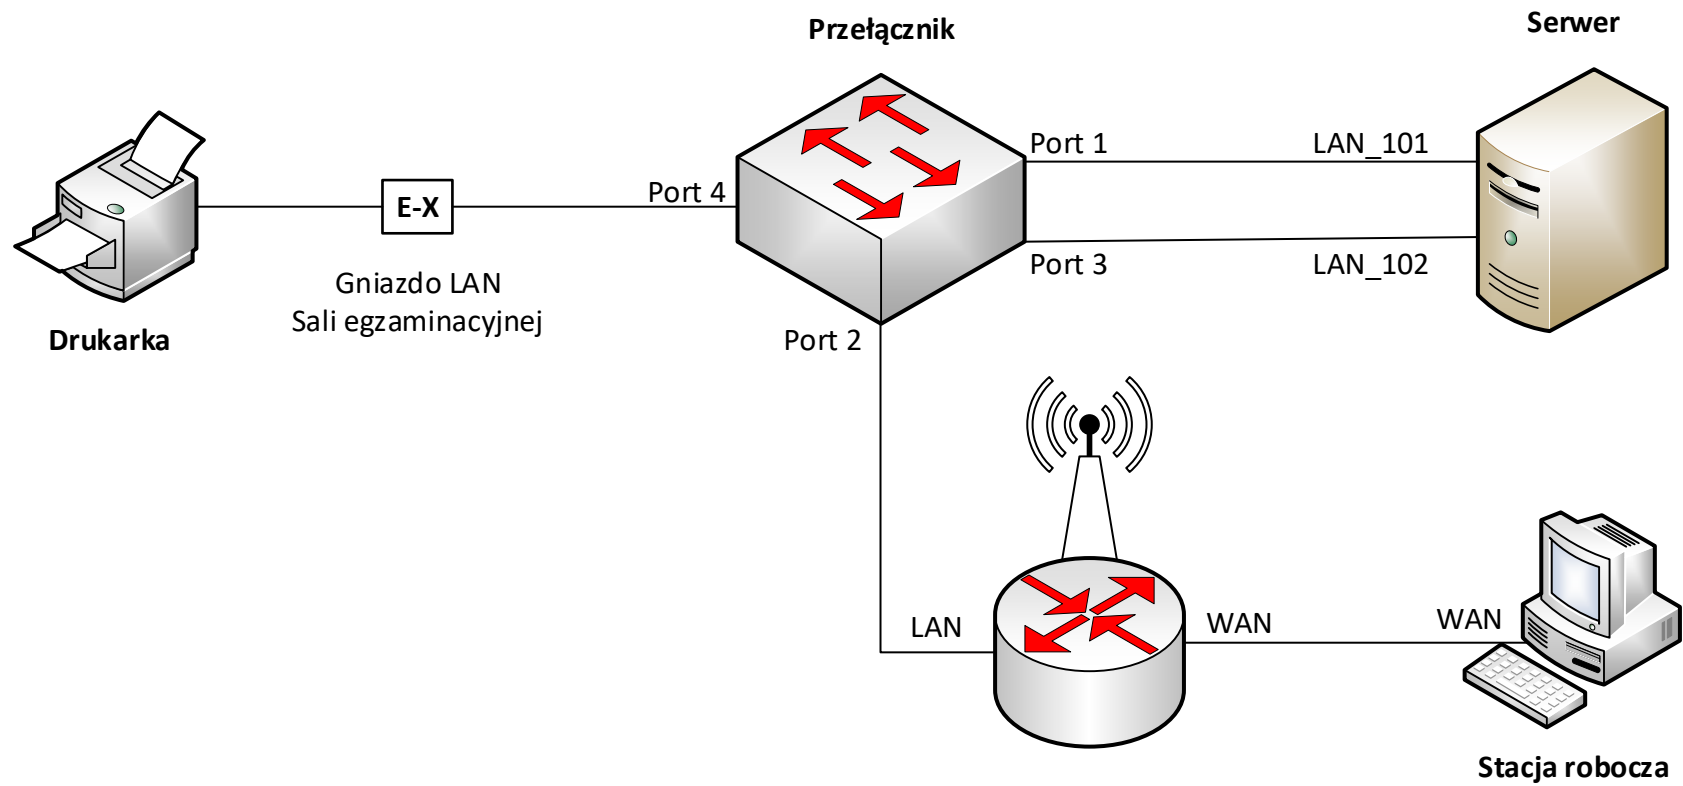 Przełącznik
Serwer
Port 1
LAN_101
Port 4
E-X
Port 3
LAN_102
Gniazdo LAN
Sali egzaminacyjnej
Drukarka
Port 2
LAN
WAN
WAN
Stacja robocza